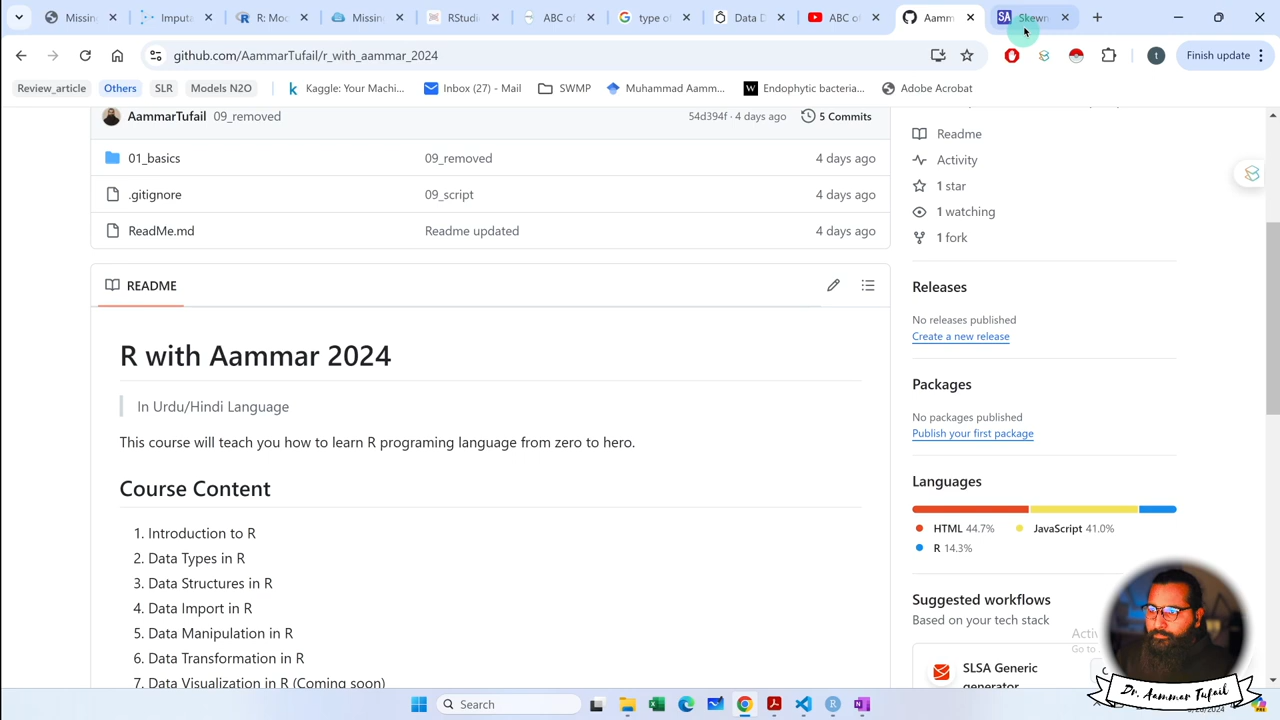 Missing
Imputa
R: Moc
Missing
RStudi
ABC of
type of
Data D
ABC of
Aamm
SA Skewn
github.com/AammarTufail/r_with_aammar_2024
t
Finish update
Review_article
Others
SLR
Models N2O
Kaggle: Your Machi...
Inbox (27) - Mail
SWMP
Muhammad Aamm...
W Endophytic bacteria...
Adobe Acrobat
AammarTufail 09_removed 54d394f · 4 days ago 5 Commits
01_basics 09_removed 4 days ago
.gitignore 09_script 4 days ago
ReadMe.md Readme updated 4 days ago
README
R with Aammar 2024
In Urdu/Hindi Language
This course will teach you how to learn R programing language from zero to hero.
Course Content
1. Introduction to R
2. Data Types in R
3. Data Structures in R
4. Data Import in R
5. Data Manipulation in R
6. Data Transformation in R
7. Data Visualization in R (Coming soon)
Readme
Activity
1 star
1 watching
1 fork
Releases
No releases published
Create a new release
Packages
No packages published
Publish your first package
Languages
HTML 44.7% JavaScript 41.0%
R 14.3%
Suggested workflows
Based on your tech stack
SLSA Generic
generator
Go to
Dr. Aammar Tufail
Search